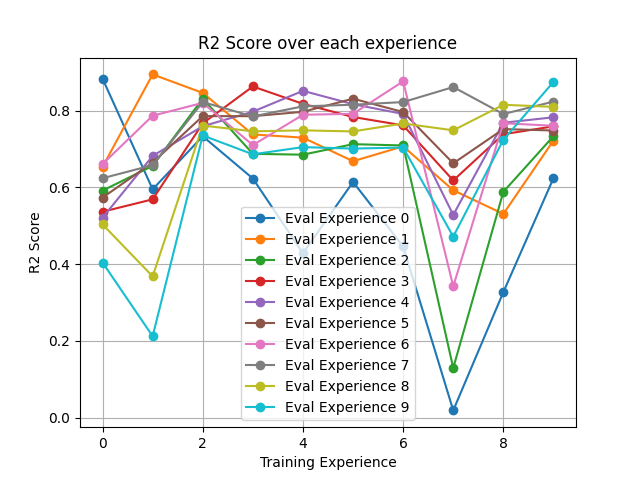 R2 Score over each experience
R2 Score
0.8
0.6
0.4
0.2
0.0
Eval Experience 0
Eval Experience 1
Eval Experience 2
Eval Experience 3
Eval Experience 4
Eval Experience 5
Eval Experience 6
Eval Experience 7
Eval Experience 8
Eval Experience 9
0 2 4 6 8
Training Experience